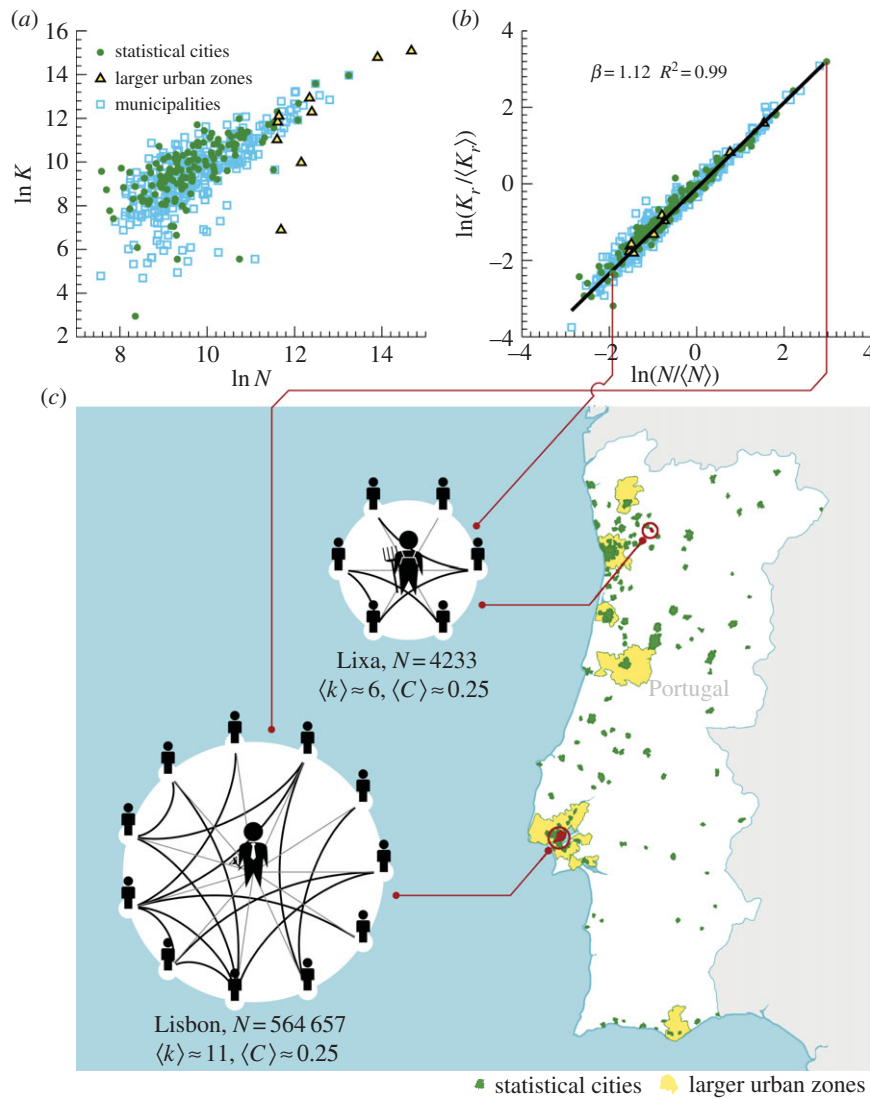 (a)
16
14
12
10
8
6
4
2
ln K
8
10
12
14
ln N
statistical cities
larger urban zones
municipalities
(b)
4
2
0
−2
−4
ln(K_r/⟨K_r⟩)
−4
−2
0
2
4
ln(N/⟨N⟩)
β = 1.12 R² = 0.99
(c)
Lixa, N = 4233
⟨k⟩ ≈ 6, ⟨C⟩ ≈ 0.25
Portugal
Lisbon, N = 564 657
⟨k⟩ ≈ 11, ⟨C⟩ ≈ 0.25
statistical cities
larger urban zones